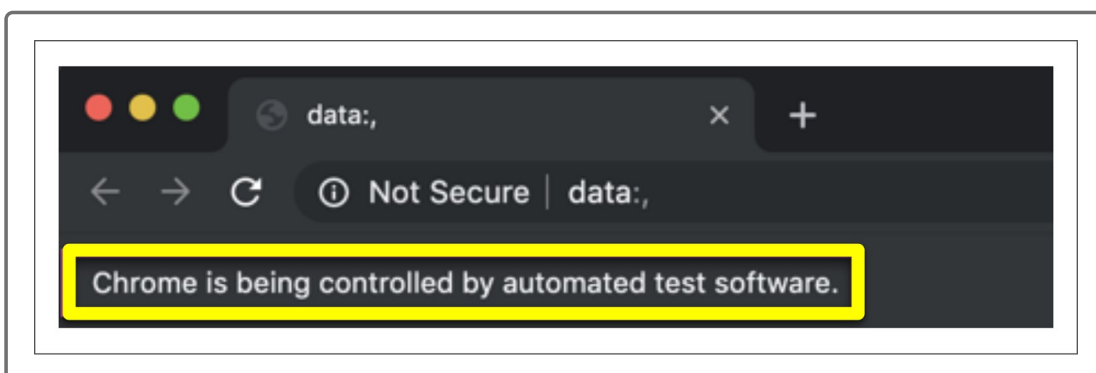 data:,
Not Secure | data:,
Chrome is being controlled by automated test software.